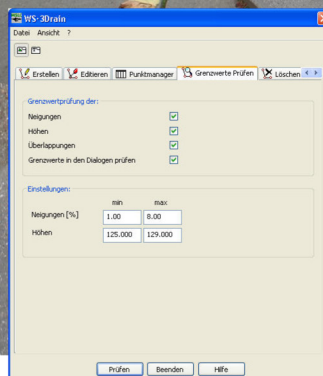 WS-3Drain
Datei Ansicht ?
Erstellen Editieren Punktmanager Grenzwerte Prüfen Löschen
Grenzwertprüfung der:
Neigungen
Höhen
Überlappungen
Grenzwerte in den Dialogen prüfen
Einstellungen:
min max
Neigungen [%] 1.00 8.00
Höhen 125.000 129.000
Prüfen Beenden Hilfe